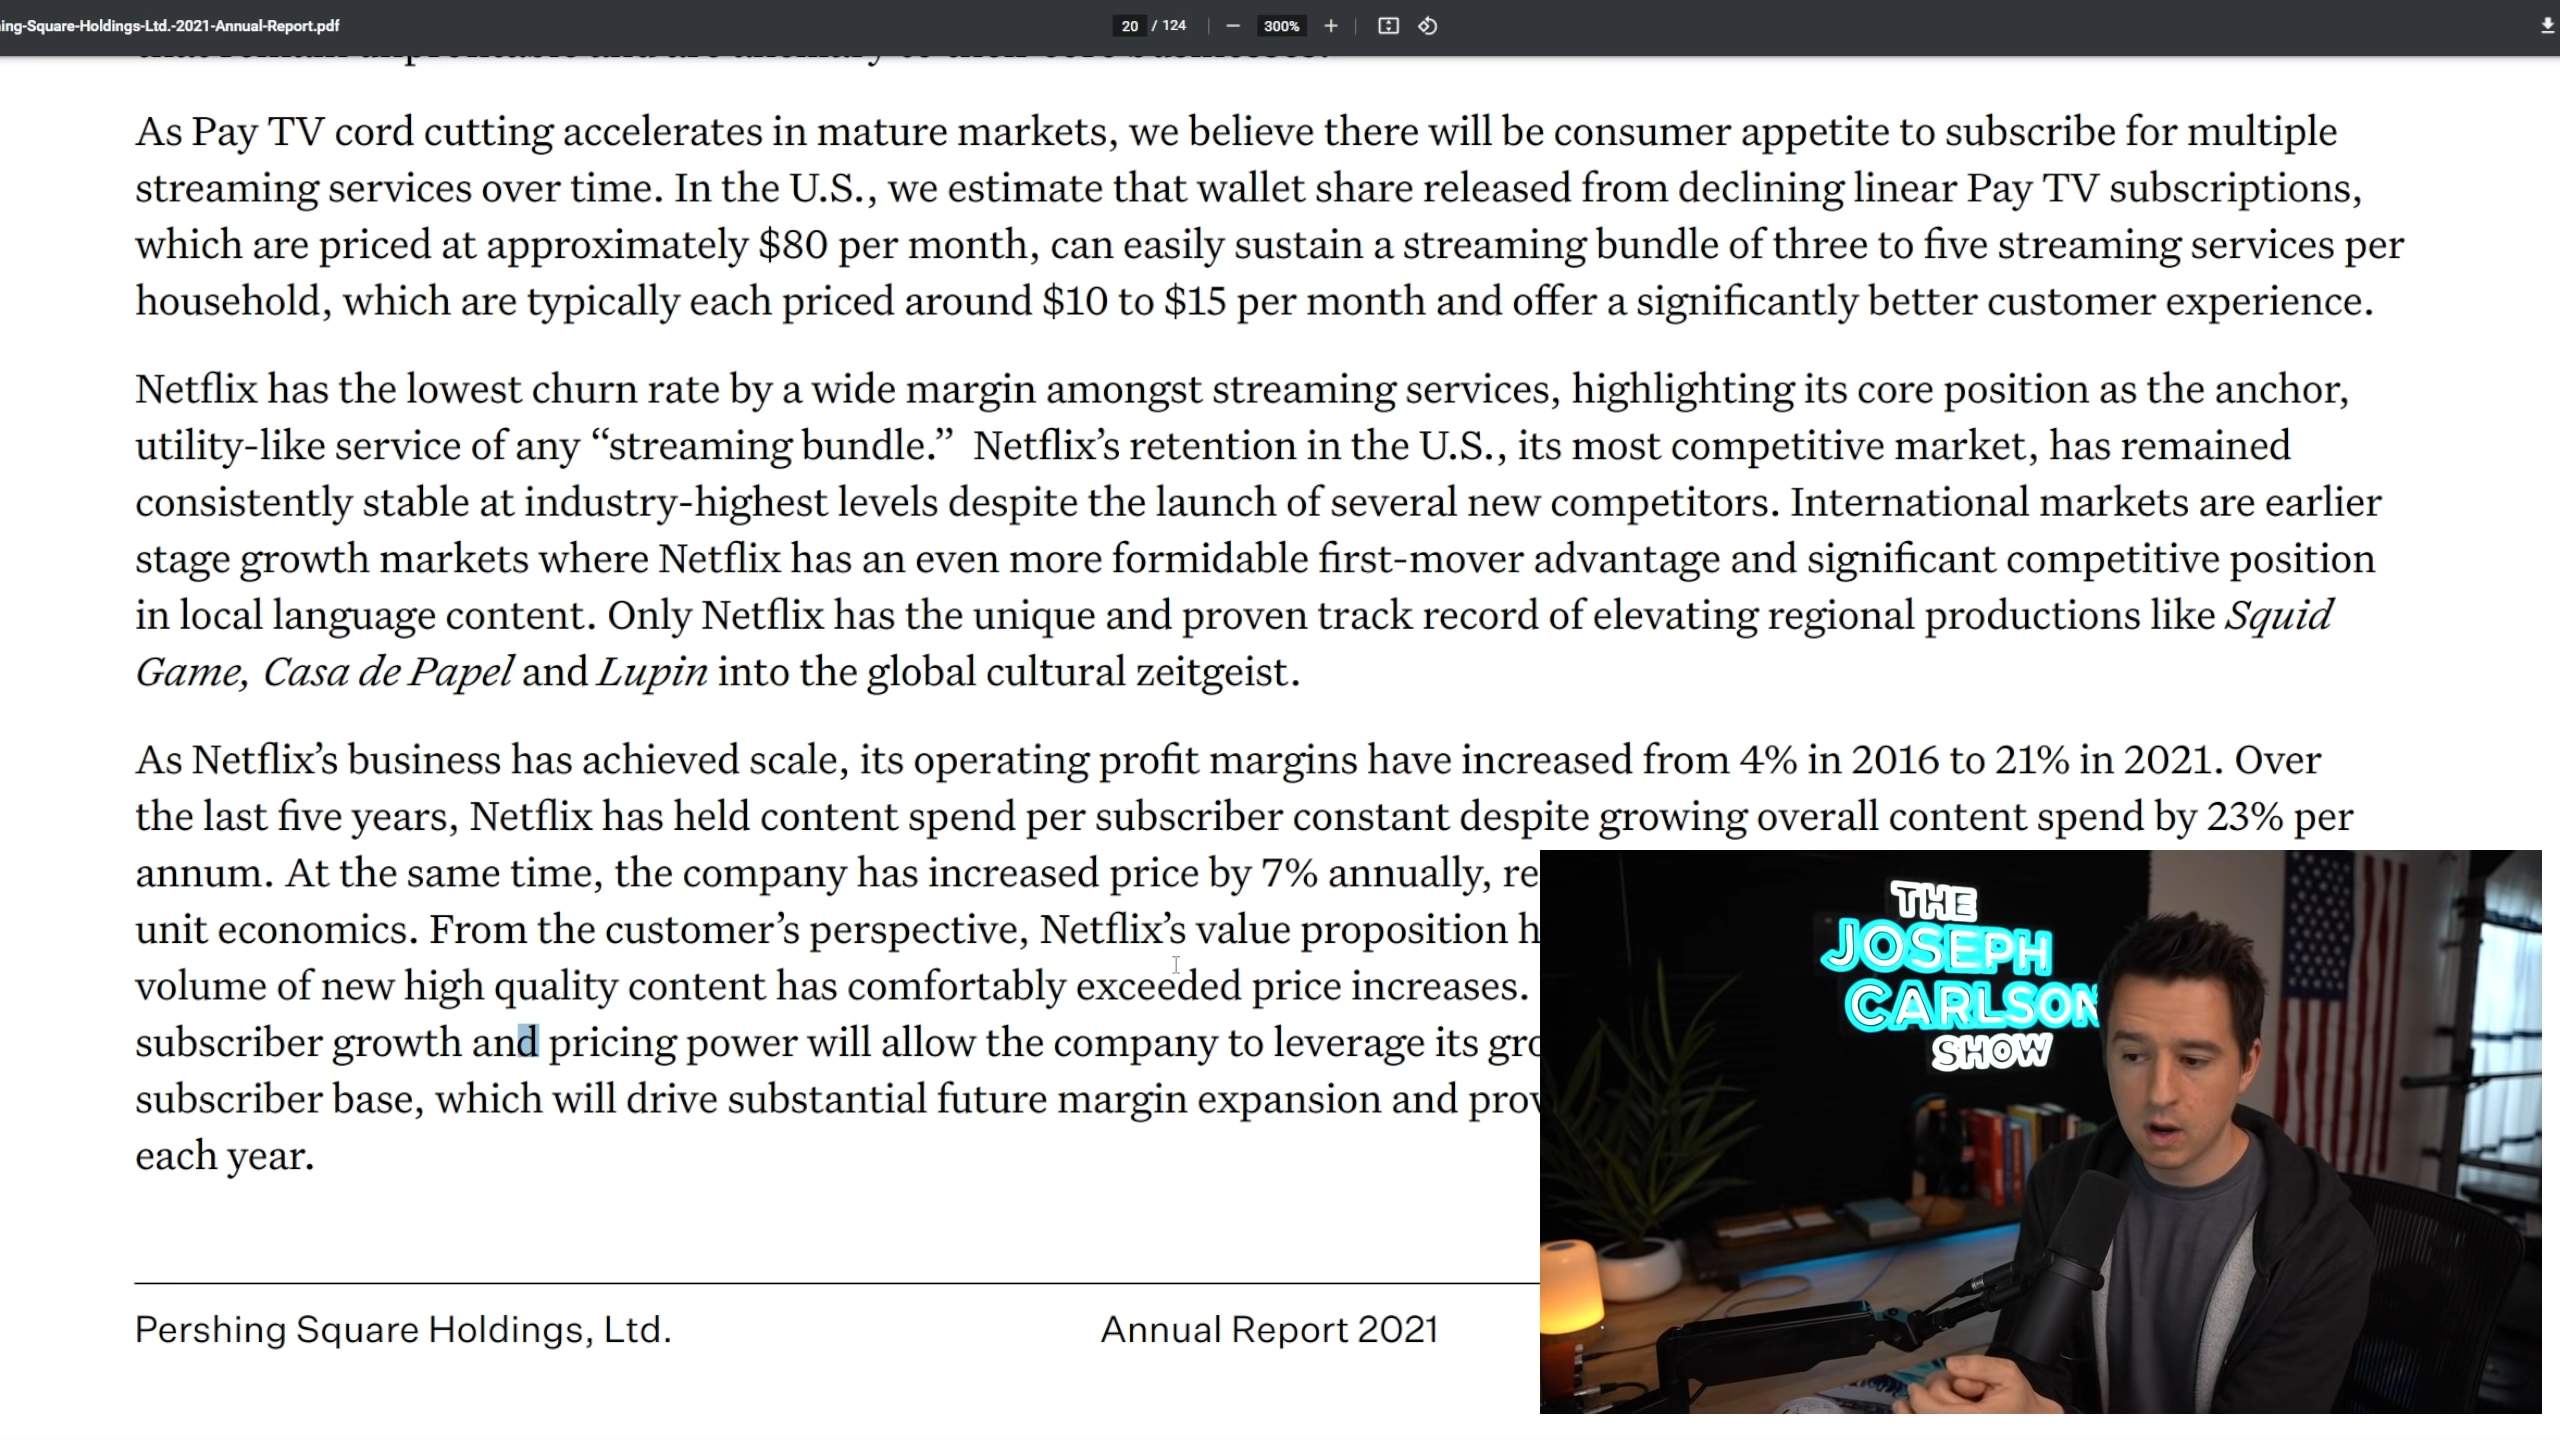 ing-Square-Holdings-Ltd.-2021-Annual-Report.pdf
20 / 124
300%
that remain unprofitable and are ancillary to their core businesses.
As Pay TV cord cutting accelerates in mature markets, we believe there will be consumer appetite to subscribe for multiple
streaming services over time. In the U.S., we estimate that wallet share released from declining linear Pay TV subscriptions,
which are priced at approximately $80 per month, can easily sustain a streaming bundle of three to five streaming services per
household, which are typically each priced around $10 to $15 per month and offer a significantly better customer experience.
Netflix has the lowest churn rate by a wide margin amongst streaming services, highlighting its core position as the anchor,
utility-like service of any “streaming bundle.”  Netflix’s retention in the U.S., its most competitive market, has remained
consistently stable at industry-highest levels despite the launch of several new competitors. International markets are earlier
stage growth markets where Netflix has an even more formidable first-mover advantage and significant competitive position
in local language content. Only Netflix has the unique and proven track record of elevating regional productions like Squid
Game, Casa de Papel and Lupin into the global cultural zeitgeist.
As Netflix’s business has achieved scale, its operating profit margins have increased from 4% in 2016 to 21% in 2021. Over
the last five years, Netflix has held content spend per subscriber constant despite growing overall content spend by 23% per
annum. At the same time, the company has increased price by 7% annually, re
unit economics. From the customer’s perspective, Netflix’s value proposition h
volume of new high quality content has comfortably exceeded price increases.
subscriber growth and pricing power will allow the company to leverage its gro
subscriber base, which will drive substantial future margin expansion and prov
each year.
Pershing Square Holdings, Ltd.
Annual Report 2021
THE
JOSEPH
CARLSON
SHOW